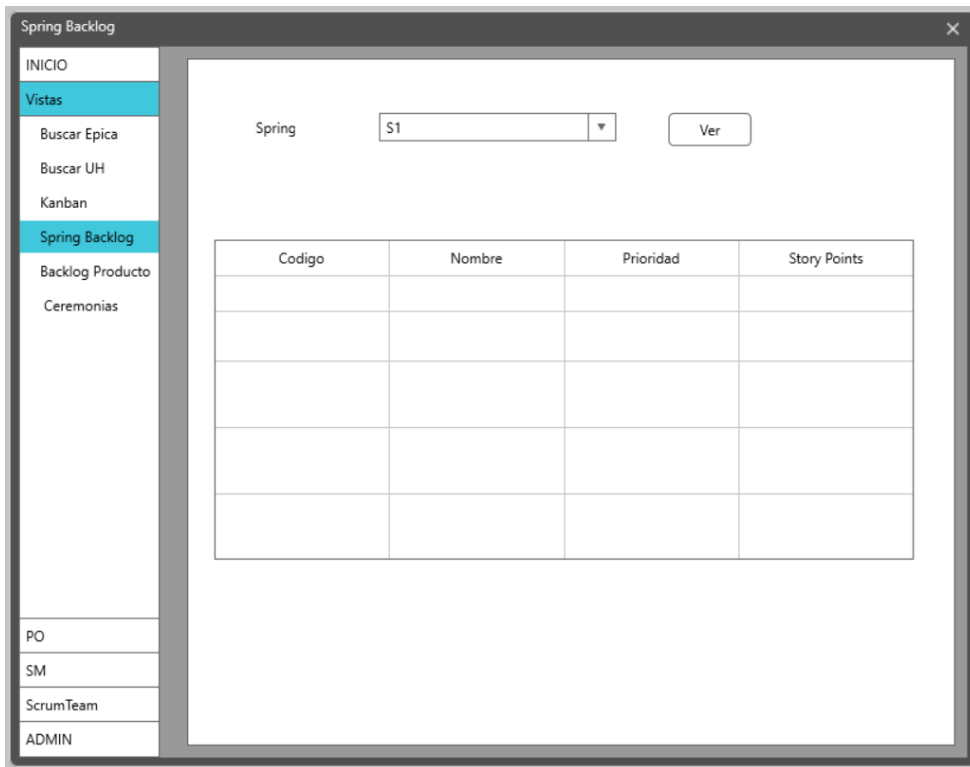 Spring Backlog
INICIO
Vistas
Buscar Epica
Buscar UH
Kanban
Spring Backlog
Backlog Producto
Ceremonias
PO
SM
ScrumTeam
ADMIN
Spring S1 Ver
Codigo Nombre Prioridad Story Points